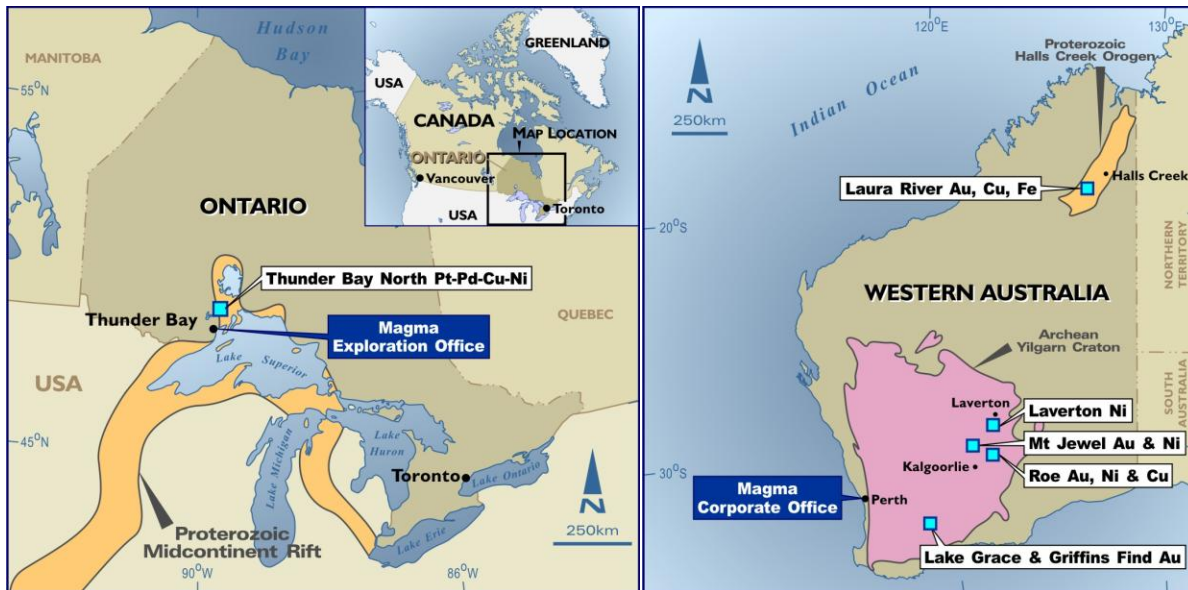 Hudson
Bay
MANITOBA
55°N
ONTARIO
Thunder Bay North Pt-Pd-Cu-Ni
Thunder Bay
Magma
Exploration Office
QUEBEC
USA
Lake Superior
45°N
Lake Michigan
Lake
Huron
Toronto
Lake Ontario
Lake Erie
Proterozoic
Midcontinent Rift
N
250km
90°W
86°W
GREENLAND
USA
CANADA
MAP LOCATION
ONTARIO
Vancouver
USA
Toronto
120°E
130°E
Proterozoic
Halls Creek Orogen
N
250km
Indian Ocean
Halls Creek
Laura River Au, Cu, Fe
20°S
NORTHERN
TERRITORY
WESTERN AUSTRALIA
Archean
Yilgarn Craton
SOUTH
AUSTRALIA
Laverton
Laverton Ni
Mt Jewel Au & Ni
Kalgoorlie
Roe Au, Ni & Cu
30°S
Magma
Corporate Office
Perth
Lake Grace & Griffins Find Au